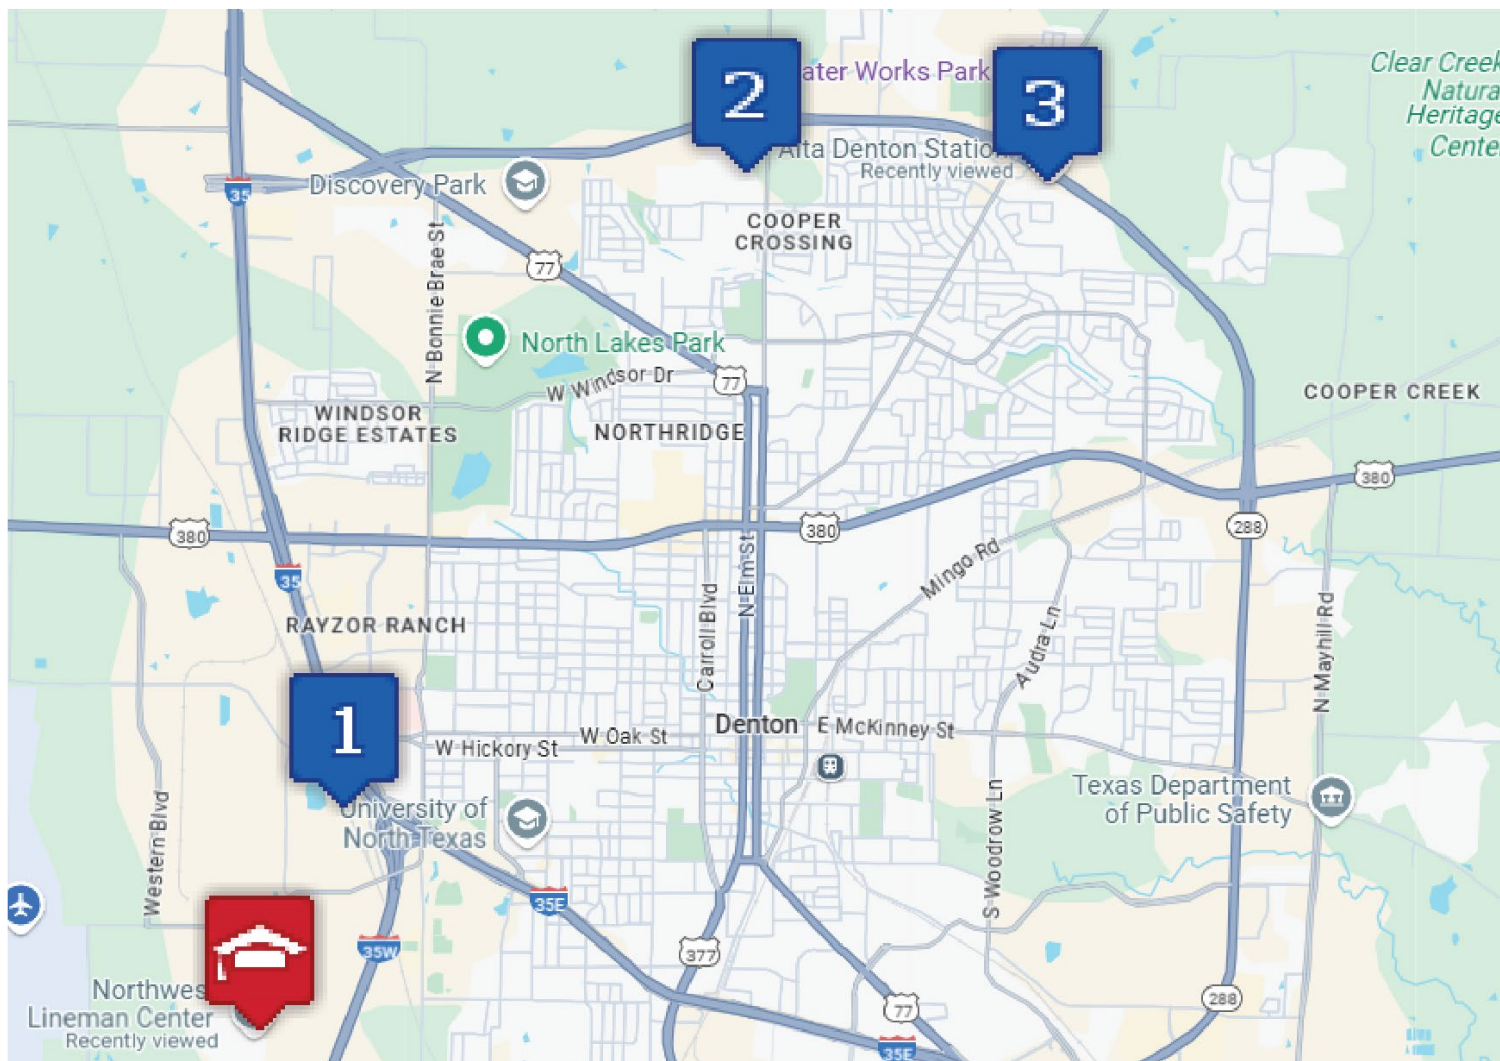 2
3
ater Works Park
Clear Creek
Natura
Heritage
Center
Alta Denton Station
Recently viewed
35
Discovery Park
COOPER
CROSSING
77
N Bonnie Brae St
North Lakes Park
77
W Windsor Dr
COOPER CREEK
WINDSOR
RIDGE ESTATES
NORTHRIDGE
380
380
380
288
35
N Elm St
Mingo Rd
Carroll Blvd
Audra Ln
N Mayhill Rd
RAYZOR RANCH
1
Denton
E McKinney St
W Oak St
W Hickory St
Texas Department
of Public Safety
University of
North Texas
Western Blvd
S Woodrow Ln
35E
35W
377
Northwes
Lineman Center
Recently viewed
77
288
35E